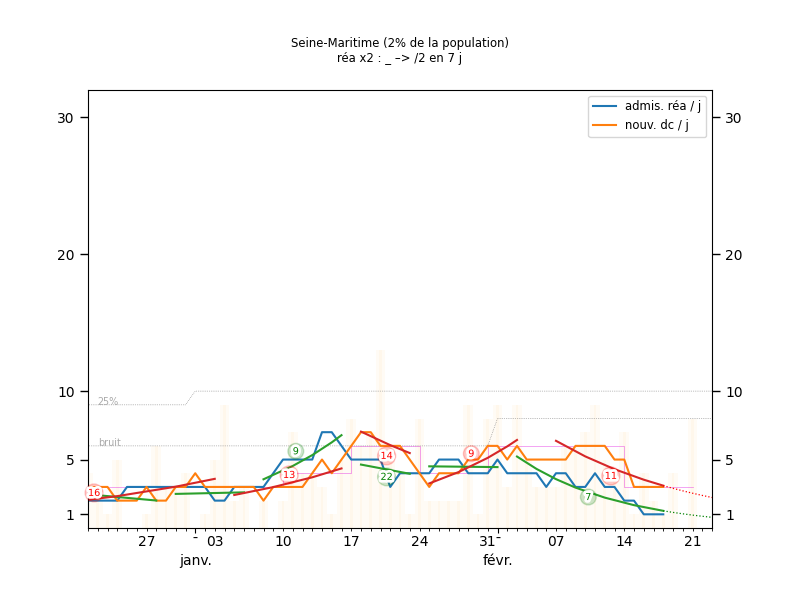 Seine-Maritime (2% de la population)
réa x2 : _ –> /2 en 7 j
admis. réa / j
nouv. dc / j
30 30
20 20
10 10
25%
bruit
5 5
9
13
16
14
22
9
11
7
1 1
27 - 03 10 17 24 31 07 14 21
janv. févr.